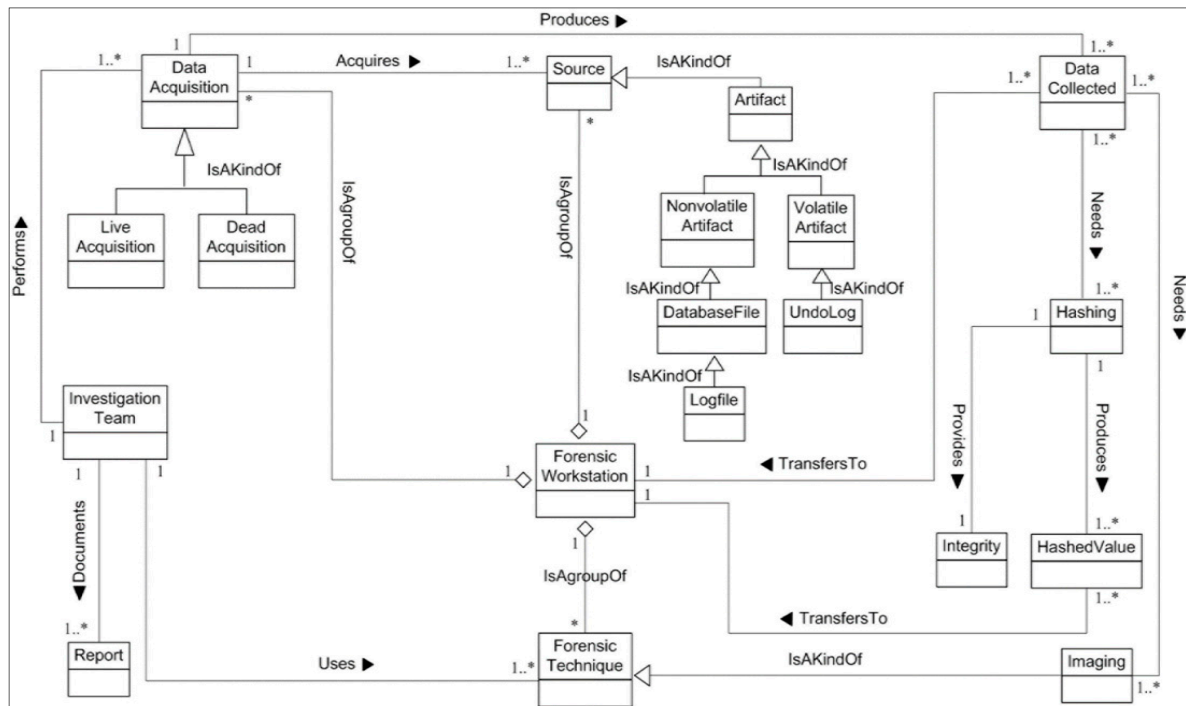 Produces ►
1
1..*
1..*
Data
Acquisition
1
Acquires ►
1..*
Source
IsAKindOf
Artifact
1..*
Data
Collected
1..*
*
*
1..*
1..*
IsAKindOf
IsAKindOf
Live
Acquisition
Dead
Acquisition
IsAgroupOf
IsAgroupOf
Nonvolatile
Artifact
Volatile
Artifact
Needs ►
Performs ►
IsAKindOf
IsAKindOf
DatabaseFile
UndoLog
1..*
1
Hashing
1
Needs ►
IsAKindOf
Logfile
Investigation
Team
1
1
1
Provides ►
Produces ►
1
Forensic
Workstation
1
1
1
◄ TransfersTo
1
1
1..*
Integrity
HashedValue
1..*
Documents ►
IsAgroupOf
◄ TransfersTo
1..*
Report
*
Uses ►
1..*
Forensic
Technique
IsAKindOf
Imaging
1..*